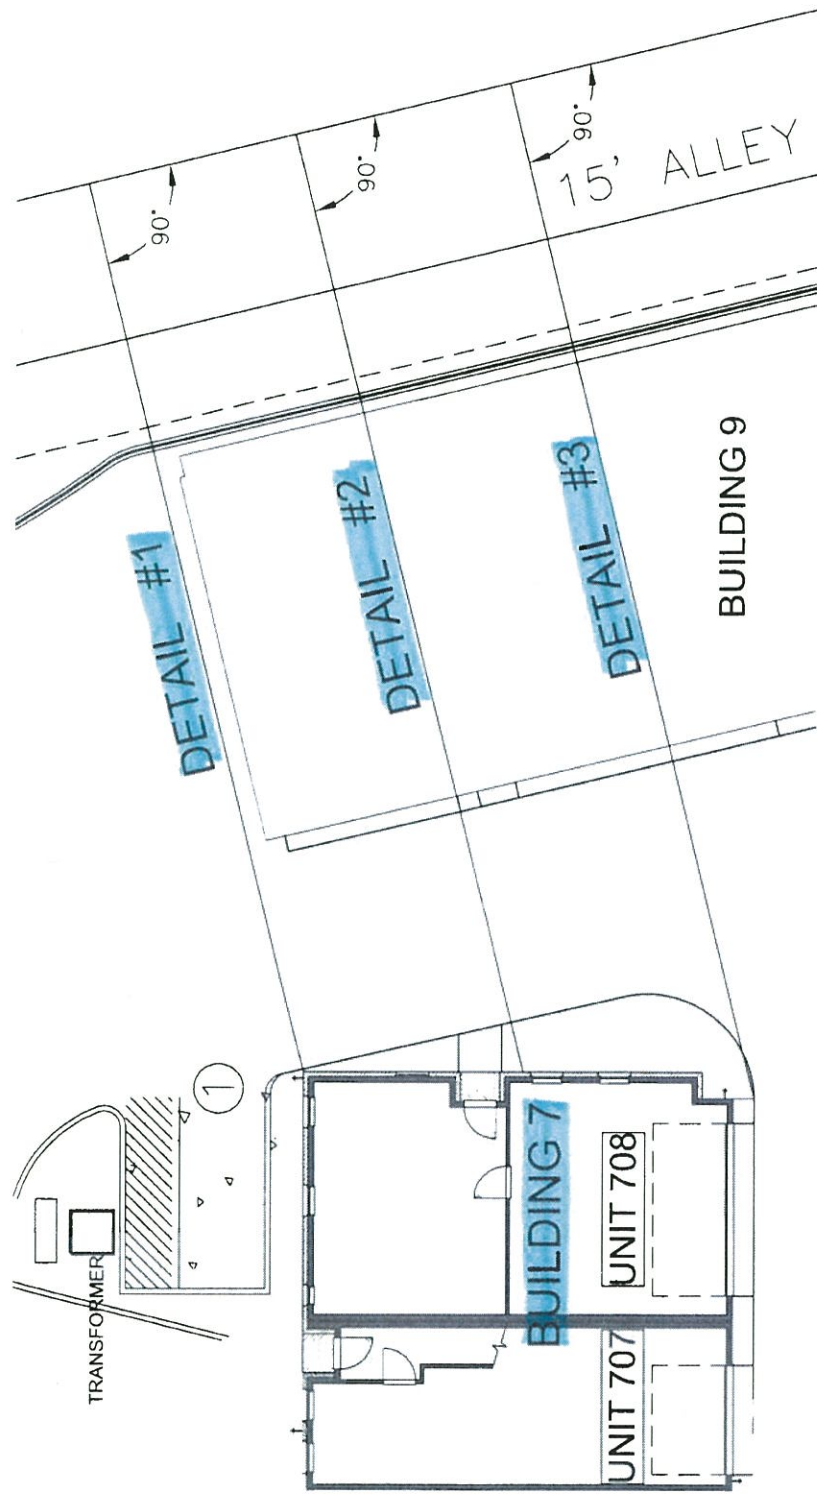 90°
90°
90°
15' ALLEY
DETAIL #1
DETAIL #2
DETAIL #3
BUILDING 9
1
TRANSFORMER
BUILDING 7
UNIT 708
UNIT 707